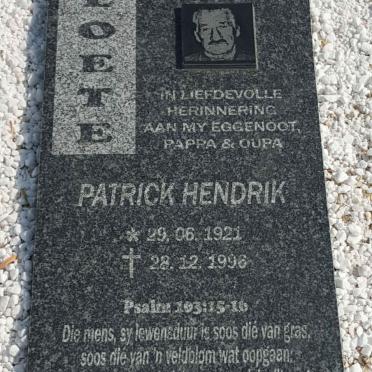 O
E
T
E
IN LIEFDEVOLLE
HERINNERING
AAN MY EGGENOOT,
PAPPA & OUPA
PATRICK HENDRIK
* 29. 06. 1921
† 28. 12. 1996
Psalm 103:15-16
Die mens, sy lewensduur is soos dié van gras,
soos dié van 'n veldblom wat oopgaan;